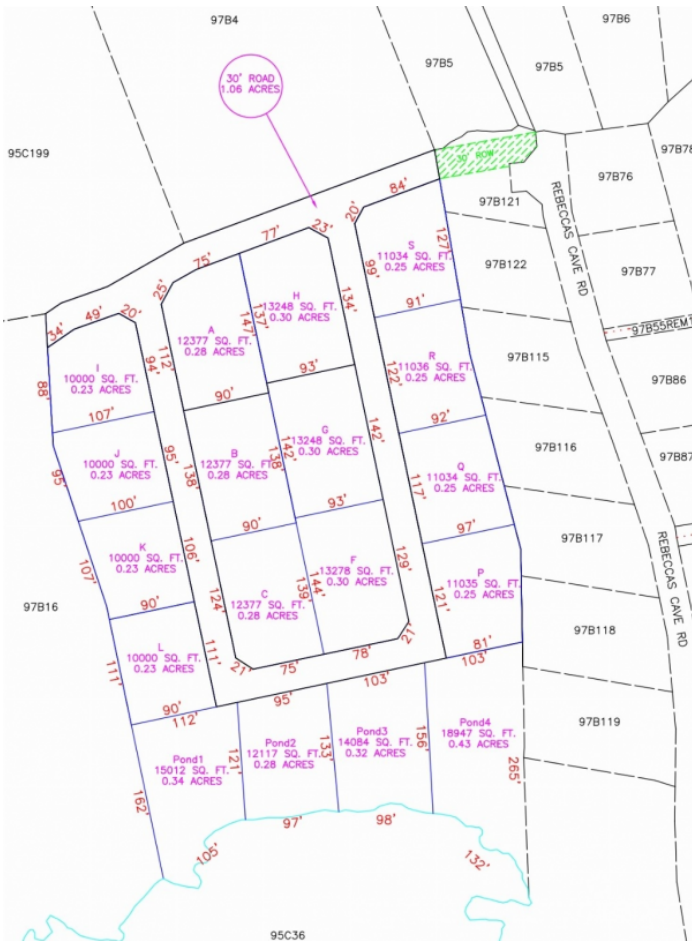 97B4
97B6
97B5
97B5
30' ROAD
1.06 ACRES
95C199
30' ROW
97B78
97B76
84'
REBECCAS CAVE RD
97B121
77'
23'
20'
S
11034 SQ. FT.
0.25 ACRES
127'
75'
99'
97B122
97B77
25'
H
13248 SQ. FT.
0.30 ACRES
134'
147'
137'
49'
20'
34'
A
12377 SQ. FT.
0.28 ACRES
91'
97B55REM1
112'
94'
I
10000 SQ. FT.
0.23 ACRES
88'
93'
R
11036 SQ. FT.
0.25 ACRES
122'
97B115
97B86
90'
107'
92'
G
13248 SQ. FT.
0.30 ACRES
142'
97B116
97B87
J
10000 SQ. FT.
0.23 ACRES
95'
95'
B
12377 SQ. FT.
0.28 ACRES
138'
142'
138'
Q
11034 SQ. FT.
0.25 ACRES
117'
100'
93'
90'
97'
97B117
K
10000 SQ. FT.
0.23 ACRES
107'
106'
F
13278 SQ. FT.
0.30 ACRES
129'
P
11035 SQ. FT.
0.25 ACRES
121'
REBECCAS CAVE RD
C
12377 SQ. FT.
0.28 ACRES
124'
144'
139'
97B16
90'
97B118
L
10000 SQ. FT.
0.23 ACRES
111'
111'
21'
21'
75'
78'
81'
103'
103'
95'
90'
112'
97B119
Pond1
15012 SQ. FT.
0.34 ACRES
Pond2
12117 SQ. FT.
0.28 ACRES
Pond3
14084 SQ. FT.
0.32 ACRES
Pond4
18947 SQ. FT.
0.43 ACRES
121'
133'
156'
265'
162'
97'
98'
105'
132'
95C36